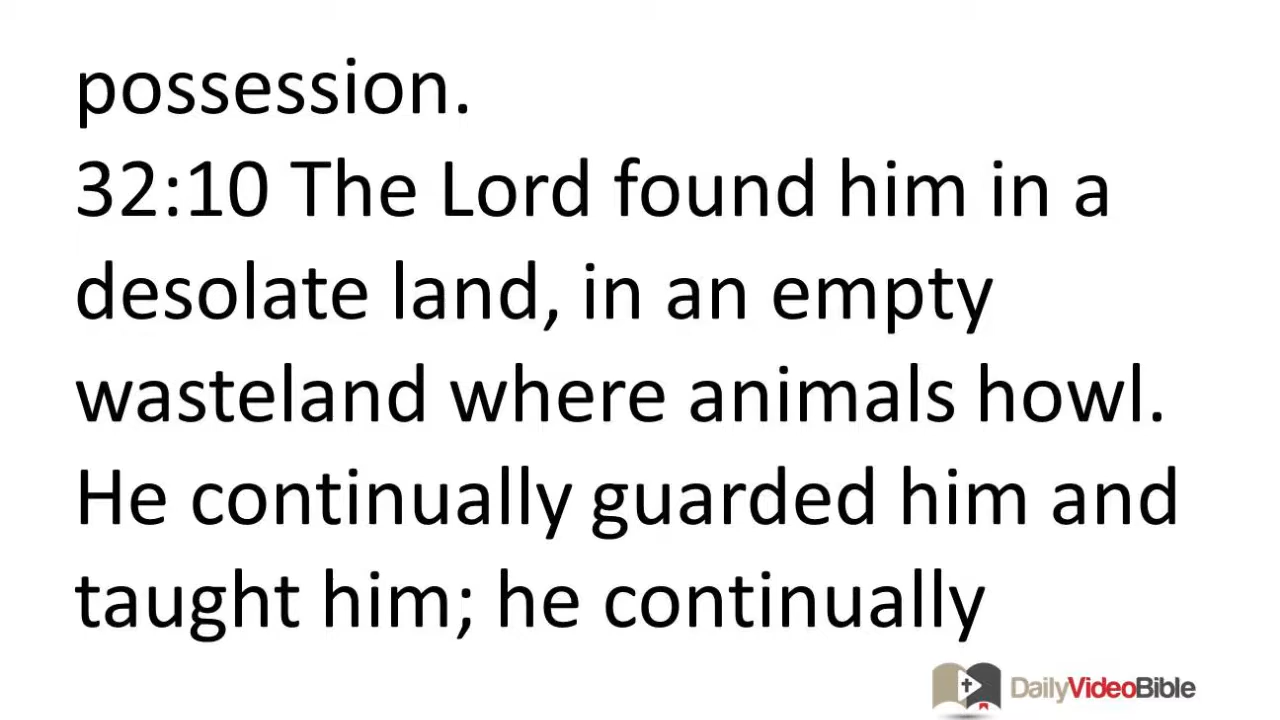 possession.
32:10 The Lord found him in a
desolate land, in an empty
wasteland where animals howl.
He continually guarded him and
taught him; he continually
DailyVideoBible